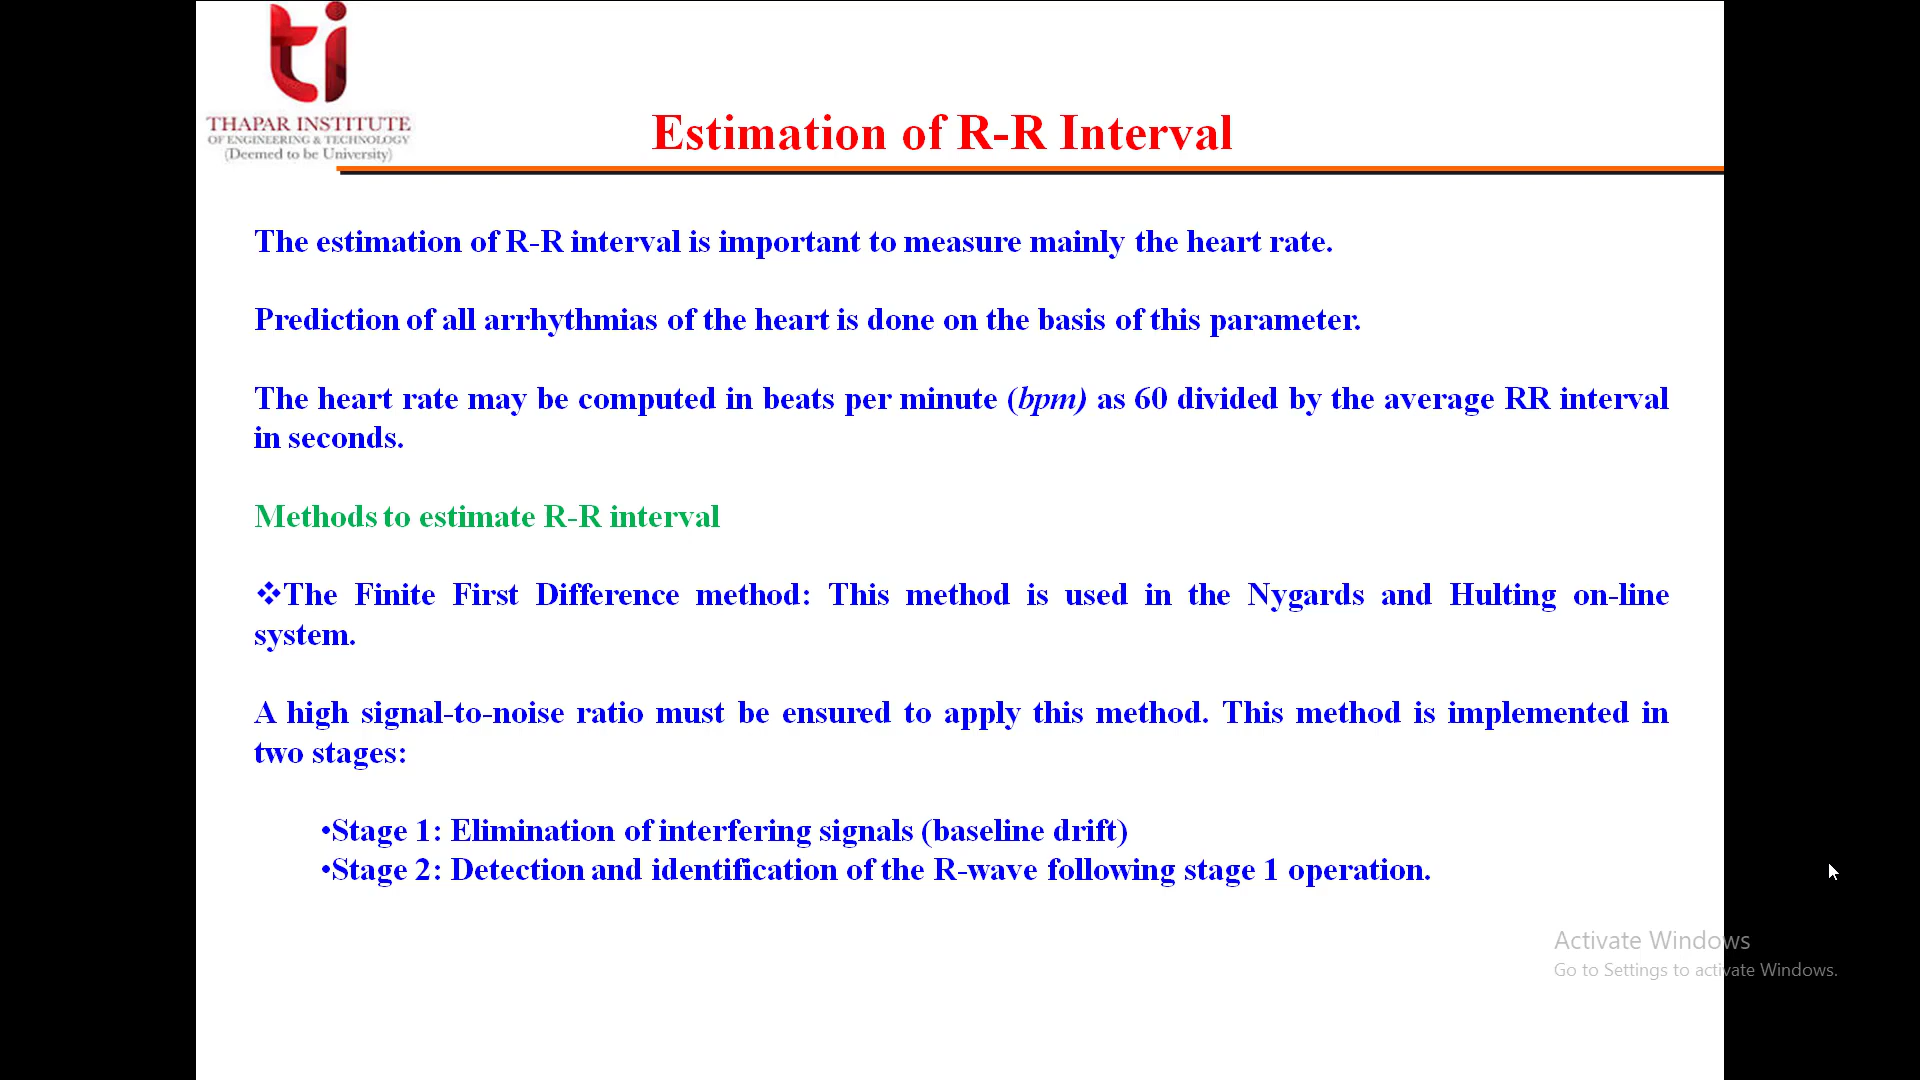 ti
THAPAR INSTITUTE
OF ENGINEERING & TECHNOLOGY
(Deemed to be University)
Estimation of R-R Interval
The estimation of R-R interval is important to measure mainly the heart rate.
Prediction of all arrhythmias of the heart is done on the basis of this parameter.
The heart rate may be computed in beats per minute (bpm) as 60 divided by the average RR interval
in seconds.
Methods to estimate R-R interval
❖The Finite First Difference method: This method is used in the Nygards and Hulting on-line
system.
A high signal-to-noise ratio must be ensured to apply this method. This method is implemented in
two stages:
•Stage 1: Elimination of interfering signals (baseline drift)
•Stage 2: Detection and identification of the R-wave following stage 1 operation.
Activate Windows
Go to Settings to activate Windows.